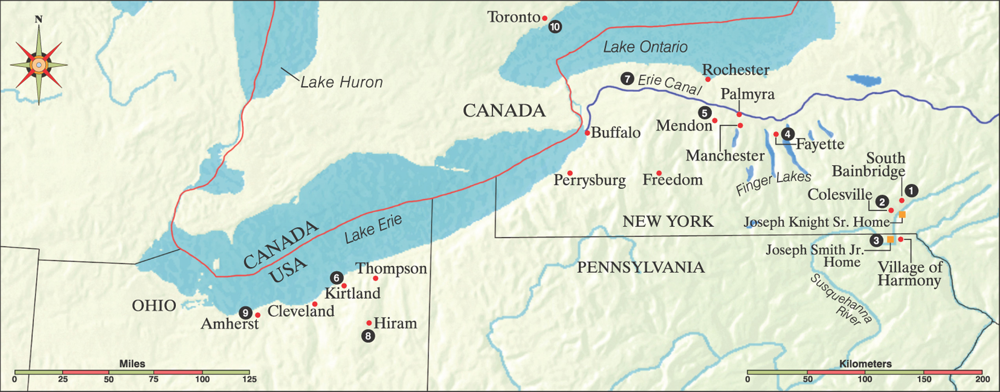 N
Toronto
10
Lake Ontario
Lake Huron
Rochester
7 Erie Canal
Palmyra
CANADA
5
Mendon
Buffalo
4
Fayette
Manchester
South
Bainbridge
Perrysburg
Freedom
Finger Lakes
1
Colesville
2
NEW YORK
Joseph Knight Sr. Home
CANADA
Lake Erie
USA
3
Joseph Smith Jr.
Home
Village of
Harmony
PENNSYLVANIA
Susquehanna
River
Thompson
6
Kirtland
OHIO
Cleveland
9
Amherst
Hiram
8
Miles
0 25 50 75 100 125
Kilometers
0 50 100 150 200